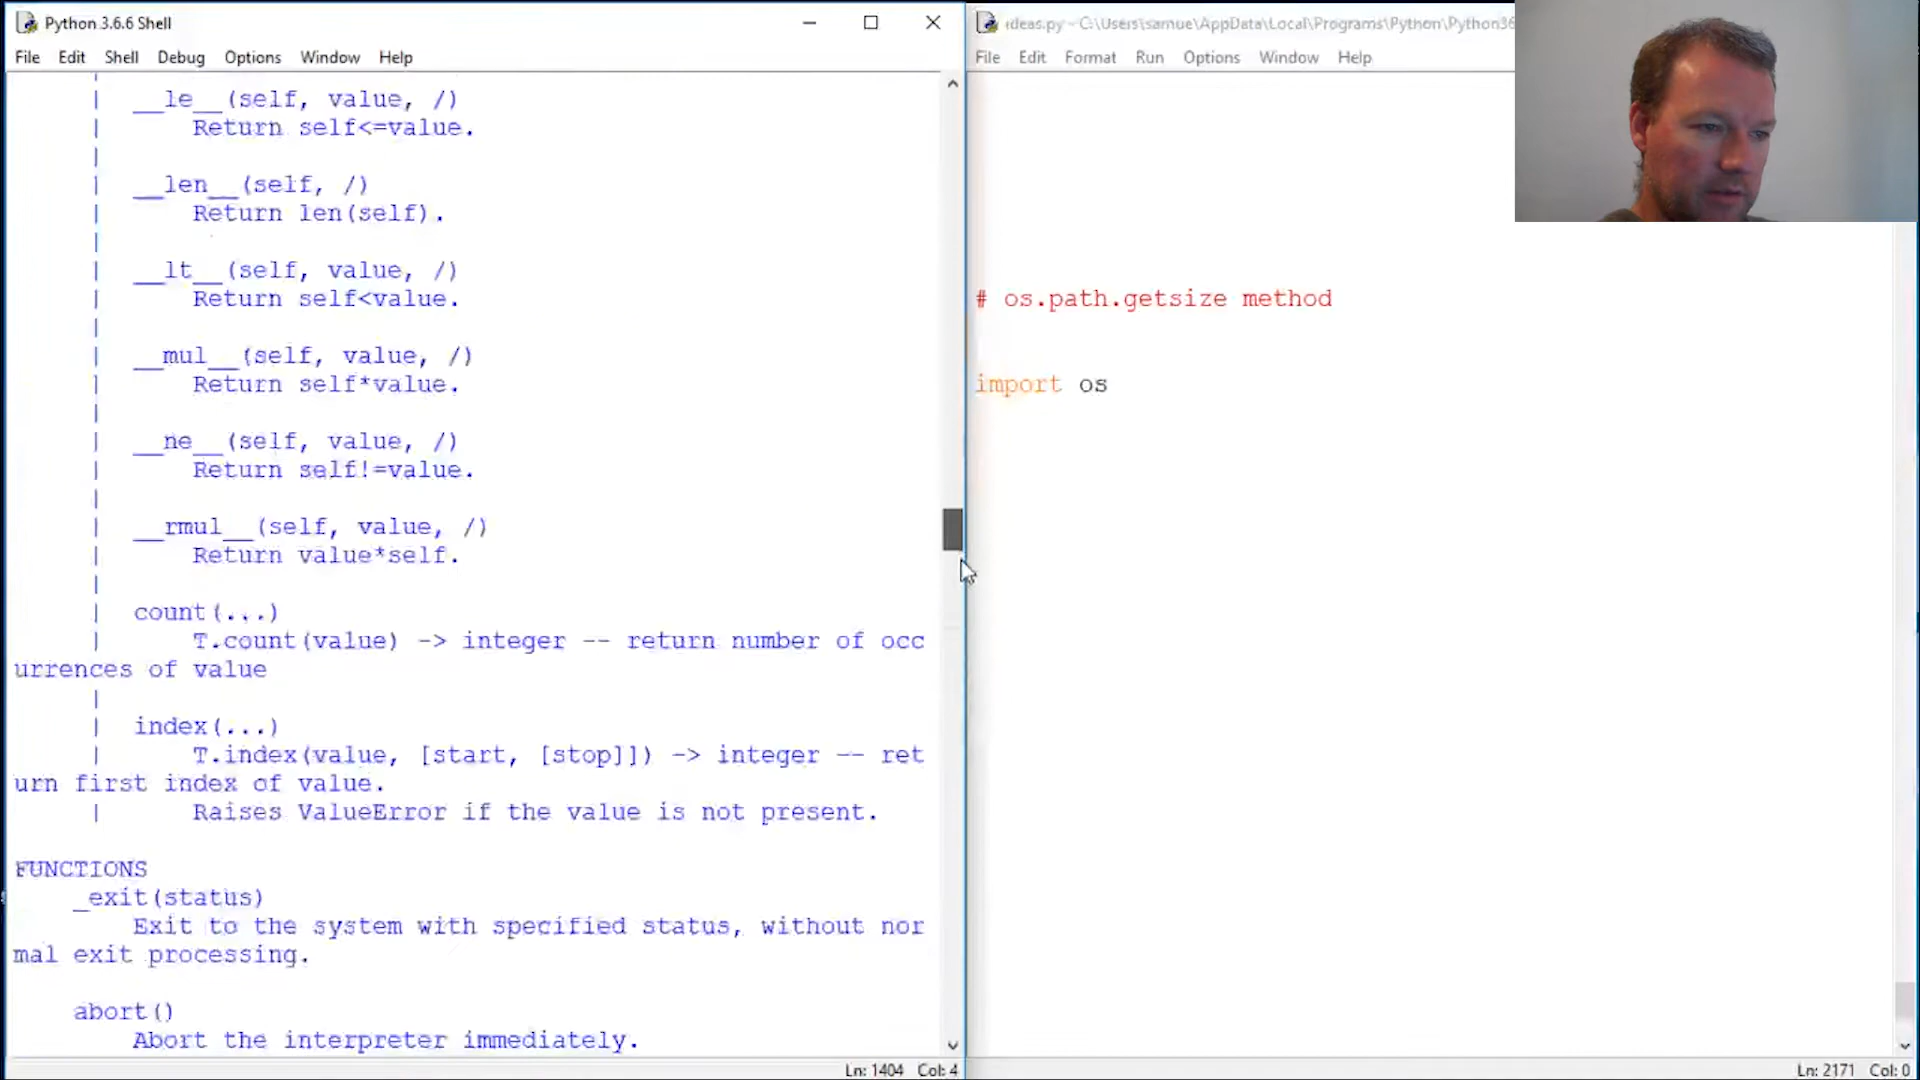 Python 3.6.6 Shell
File Edit Shell Debug Options Window Help
| __le__(self, value, /)
|     Return self<=value.
|
| __len__(self, /)
|     Return len(self).
|
| __lt__(self, value, /)
|     Return self<value.
|
| __mul__(self, value, /)
|     Return self*value.
|
| __ne__(self, value, /)
|     Return self!=value.
|
| __rmul__(self, value, /)
|     Return value*self.
|
| count(...)
|     T.count(value) -> integer -- return number of occ
urrences of value
|
| index(...)
|     T.index(value, [start, [stop]]) -> integer -- ret
urn first index of value.
|     Raises ValueError if the value is not present.
FUNCTIONS
_exit(status)
Exit to the system with specified status, without nor
mal exit processing.
abort()
Abort the interpreter immediately.
Ln: 1404 Col: 4
ideas.py - C:\Users\samue\AppData\Local\Programs\Python\Python36
File Edit Format Run Options Window Help
# os.path.getsize method
import os
Ln: 2171 Col: 0